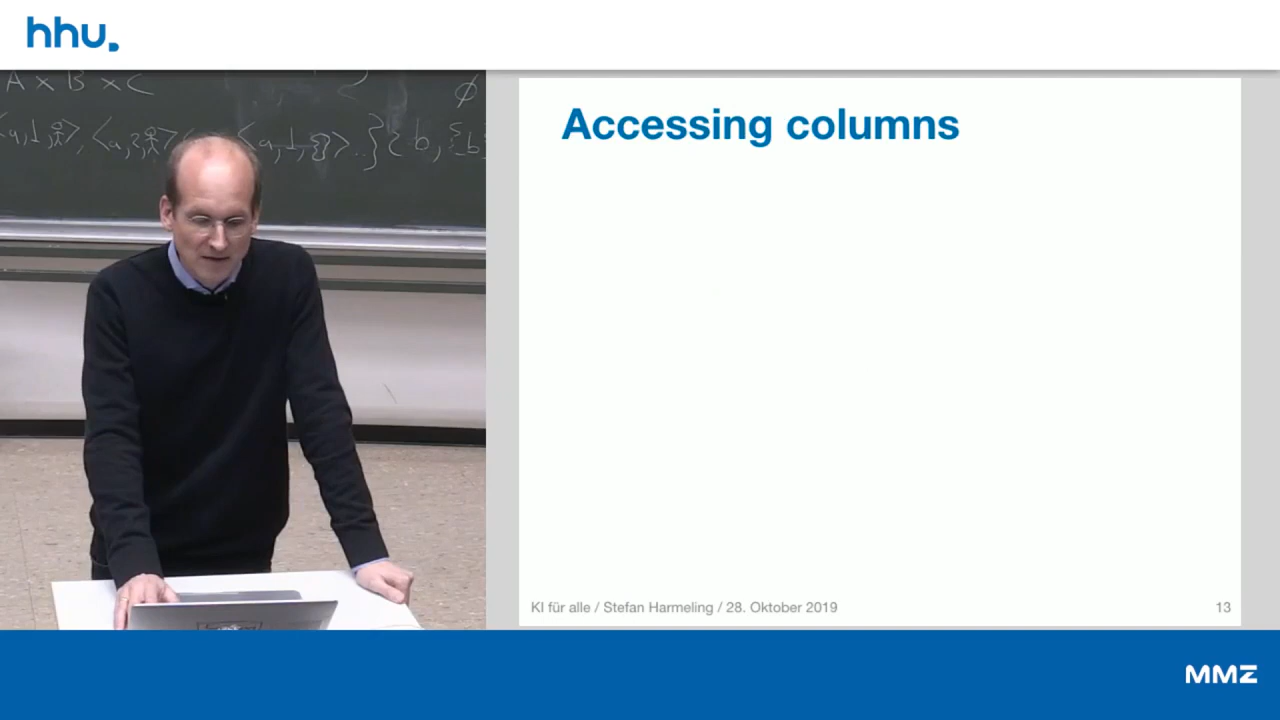 hhu.
A x B x C
Accessing columns
KI für alle / Stefan Harmeling / 28. Oktober 2019
13
MMZ